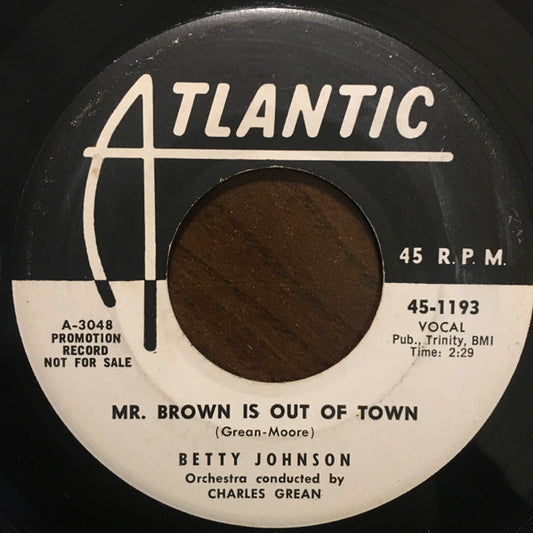 ATLANTIC
45 R.P.M.
A-3048
PROMOTION
RECORD
NOT FOR SALE
45-1193
VOCAL
Pub., Trinity, BMI
Time: 2:29
MR. BROWN IS OUT OF TOWN
(Grean-Moore)
BETTY JOHNSON
Orchestra conducted by
CHARLES GREAN